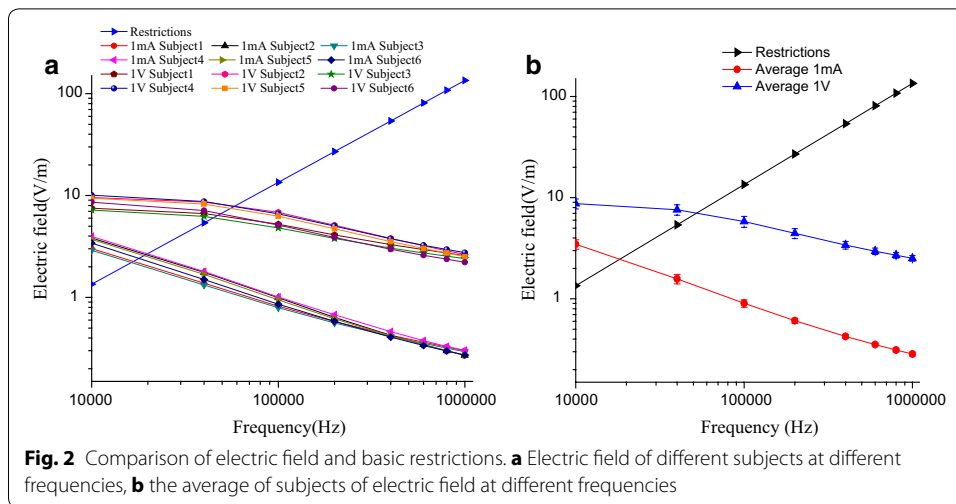 Restrictions
1mA Subject1 1mA Subject2 1mA Subject3
1mA Subject4 1mA Subject5 1mA Subject6
1V Subject1 1V Subject2 1V Subject3
1V Subject4 1V Subject5 1V Subject6
a
100
10
1
Electric field(V/m)
10000 100000 1000000
Frequency(Hz)
b
Restrictions
Average 1mA
Average 1V
100
10
1
Electric field(V/m)
10000 100000 1000000
Frequency (Hz)
Fig. 2 Comparison of electric field and basic restrictions. a Electric field of different subjects at different
frequencies, b the average of subjects of electric field at different frequencies